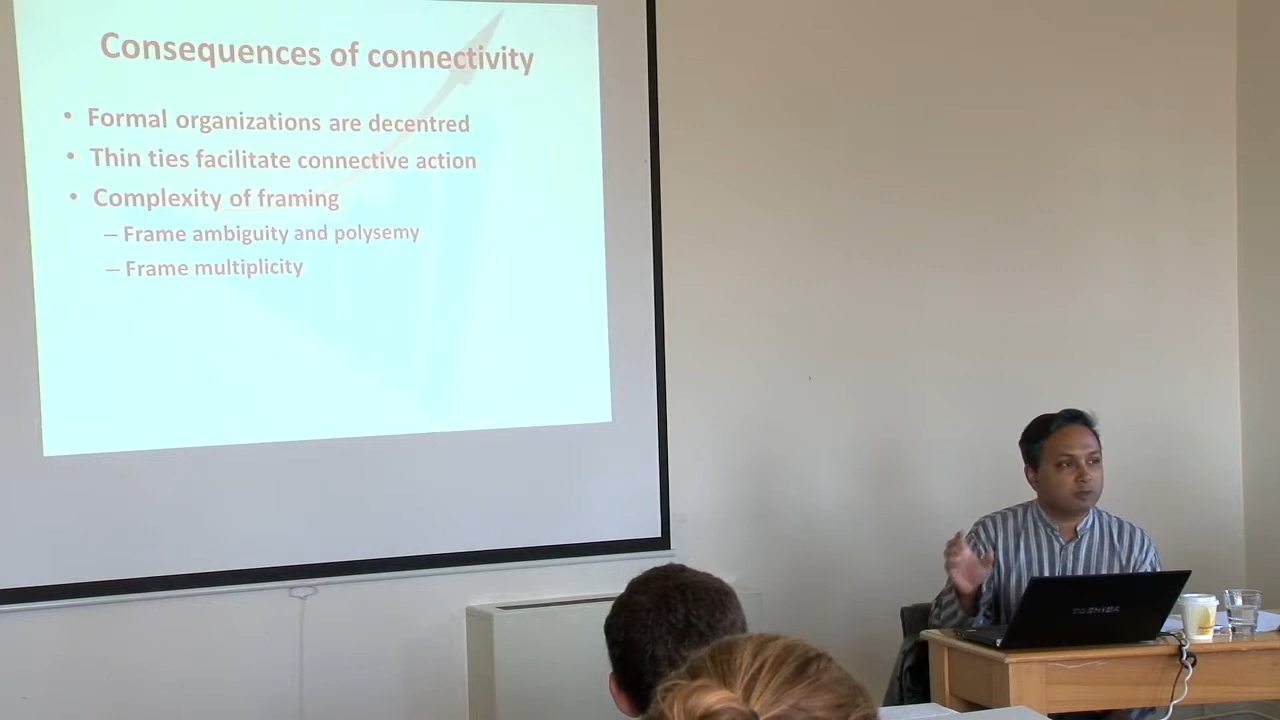 Consequences of connectivity
• Formal organizations are decentred
• Thin ties facilitate connective action
• Complexity of framing
– Frame ambiguity and polysemy
– Frame multiplicity
TOSHIBA